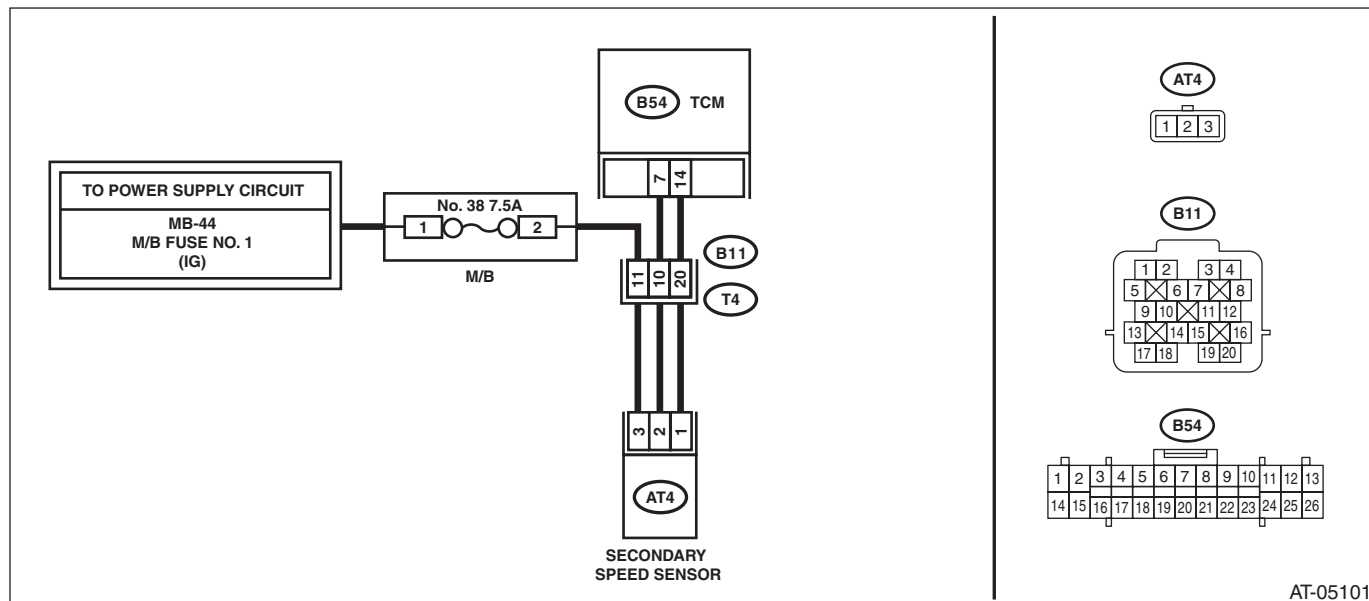 B54 TCM
7 14
TO POWER SUPPLY CIRCUIT
MB-44
M/B FUSE NO. 1
(IG)
No. 38 7.5A
1 2
M/B
B11
11 10 20
T4
3 2 1
AT4
SECONDARY
SPEED SENSOR
AT4
1 2 3
B11
1 2 3 4
5 6 7 8
9 10 11 12
13 14 15 16
17 18 19 20
B54
1 2 3 4 5 6 7 8 9 10 11 12 13
14 15 16 17 18 19 20 21 22 23 24 25 26
AT-05101